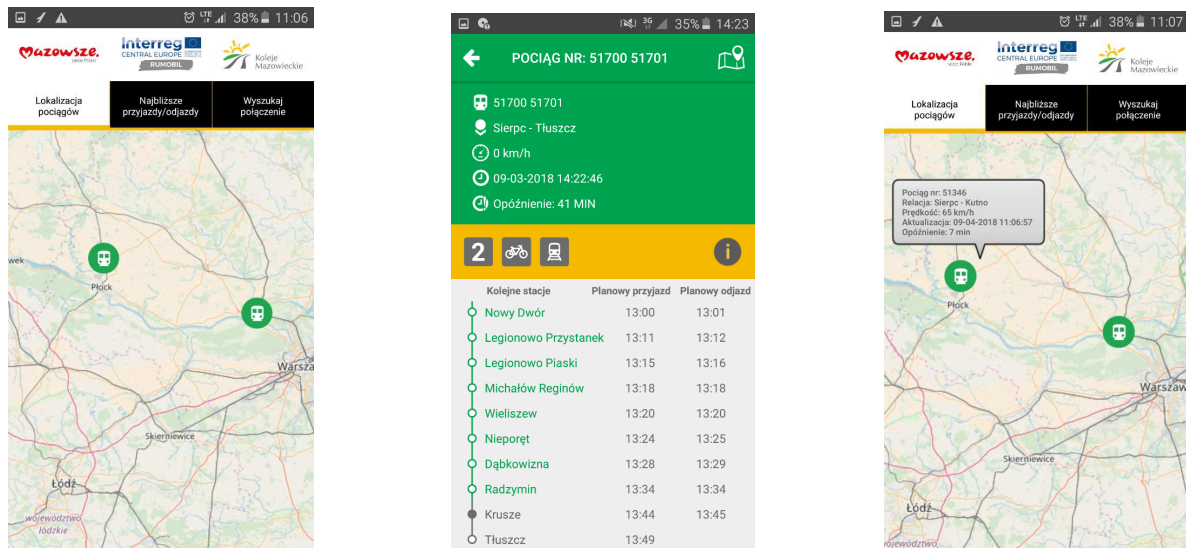 38% 11:06
Mazowsze.
serce Polski
Interreg
CENTRAL EUROPE
RUMOBIL
Koleje
Mazowieckie
Lokalizacja
pociągów
Najbliższe
przyjazdy/odjazdy
Wyszukaj
połączenie
wek
Płock
Warsza
Skierniewice
Łódź
województwo
łódzkie
3G 35% 14:23
POCIĄG NR: 51700 51701
51700 51701
Sierpc - Tłuszcz
0 km/h
09-03-2018 14:22:46
Opóźnienie: 41 MIN
2
i
Kolejne stacje Planowy przyjazd Planowy odjazd
Nowy Dwór 13:00 13:01
Legionowo Przystanek 13:11 13:12
Legionowo Piaski 13:15 13:16
Michałów Reginów 13:18 13:18
Wieliszew 13:20 13:20
Nieporęt 13:24 13:25
Dąbkowizna 13:28 13:29
Radzymin 13:34 13:34
Krusze 13:44 13:45
Tłuszcz 13:49
LTE 38% 11:07
Mazowsze.
serce Polski
Interreg
CENTRAL EUROPE
RUMOBIL
Koleje
Mazowieckie
Lokalizacja
pociągów
Najbliższe
przyjazdy/odjazdy
Wyszukaj
połączenie
Pociąg nr: 51346
Relacja: Sierpc - Kutno
Prędkość: 65 km/h
Aktualizacja: 09-04-2018 11:06:57
Opóźnienie: 7 min
Płock
Warszaw
Skierniewice
Łódź
województwo